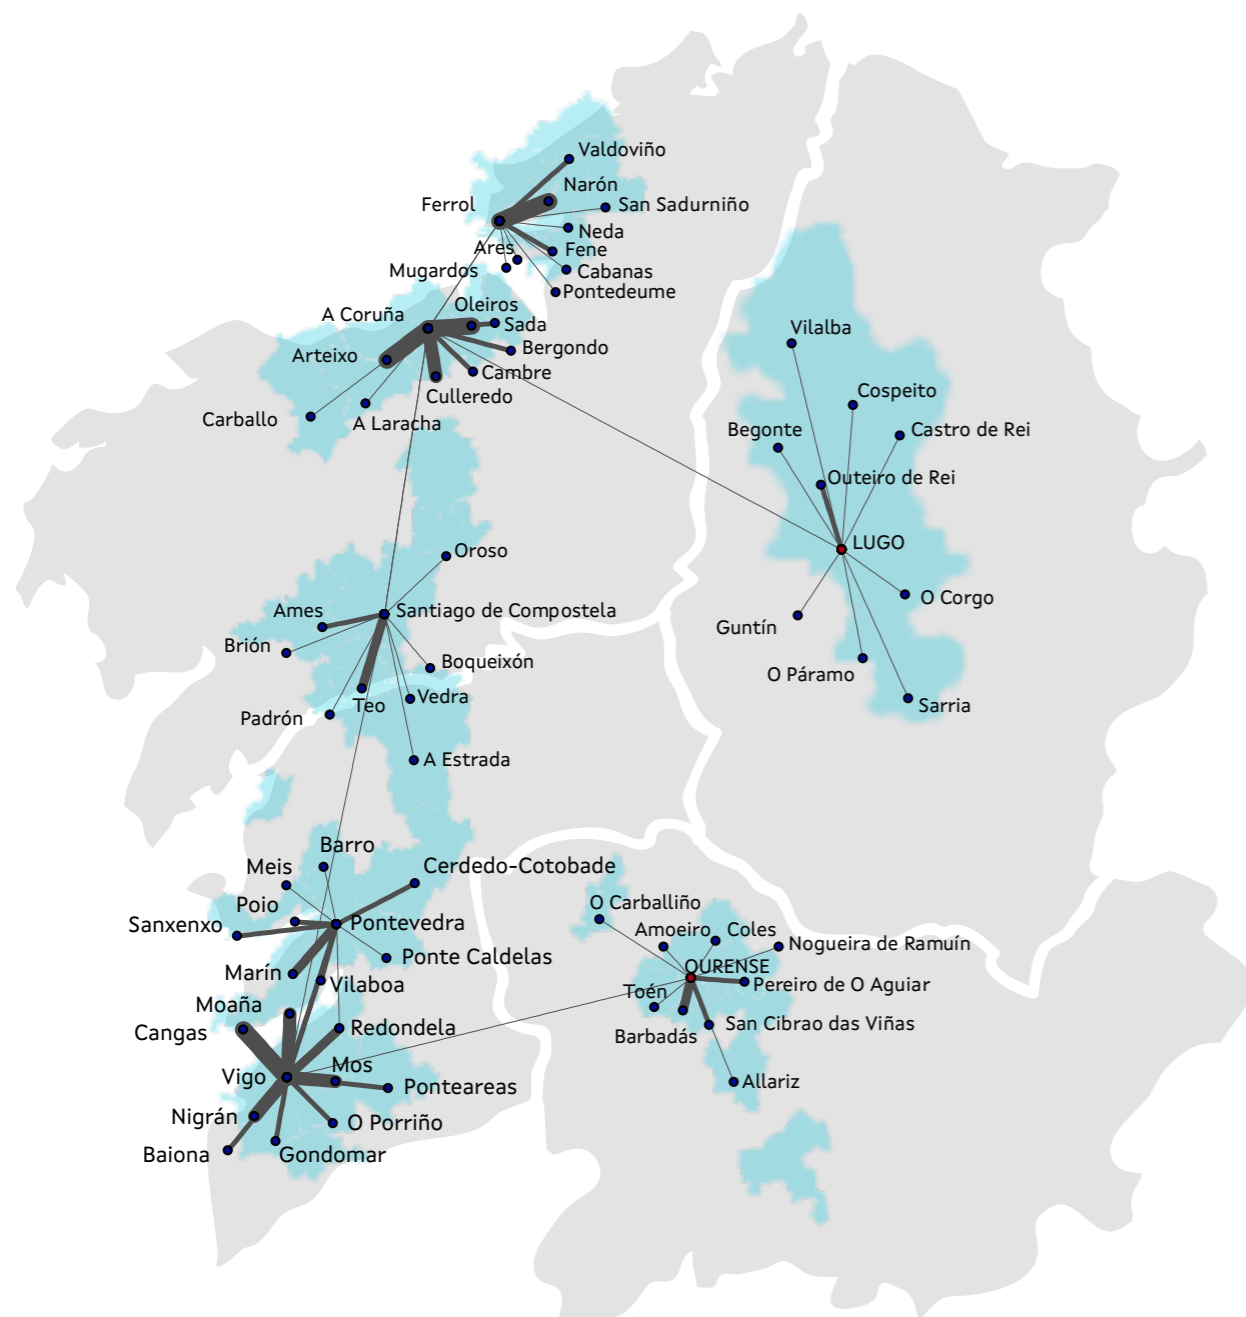 Valdoviño
Narón
Ferrol
San Sadurniño
Neda
Ares
Fene
Mugardos
Cabanas
Pontedeume
A Coruña
Oleiros
Sada
Arteixo
Bergondo
Cambre
Culleredo
Carballo
A Laracha
Vilalba
Cospeito
Begonte
Castro de Rei
Outeiro de Rei
LUGO
Oroso
O Corgo
Ames
Santiago de Compostela
Guntín
Brión
Boqueixón
O Páramo
Teo
Vedra
Padrón
Sarria
A Estrada
Barro
Meis
Cerdedo-Cotobade
Poio
O Carballiño
Sanxenxo
Pontevedra
Amoeiro
Coles
Nogueira de Ramuín
Ponte Caldelas
OURENSE
Marín
Vilaboa
Toén
Pereiro de O Aguiar
Moaña
Cangas
Redondela
San Cibrao das Viñas
Barbadás
Mos
Vigo
Ponteareas
Allariz
Nigrán
O Porriño
Baiona
Gondomar